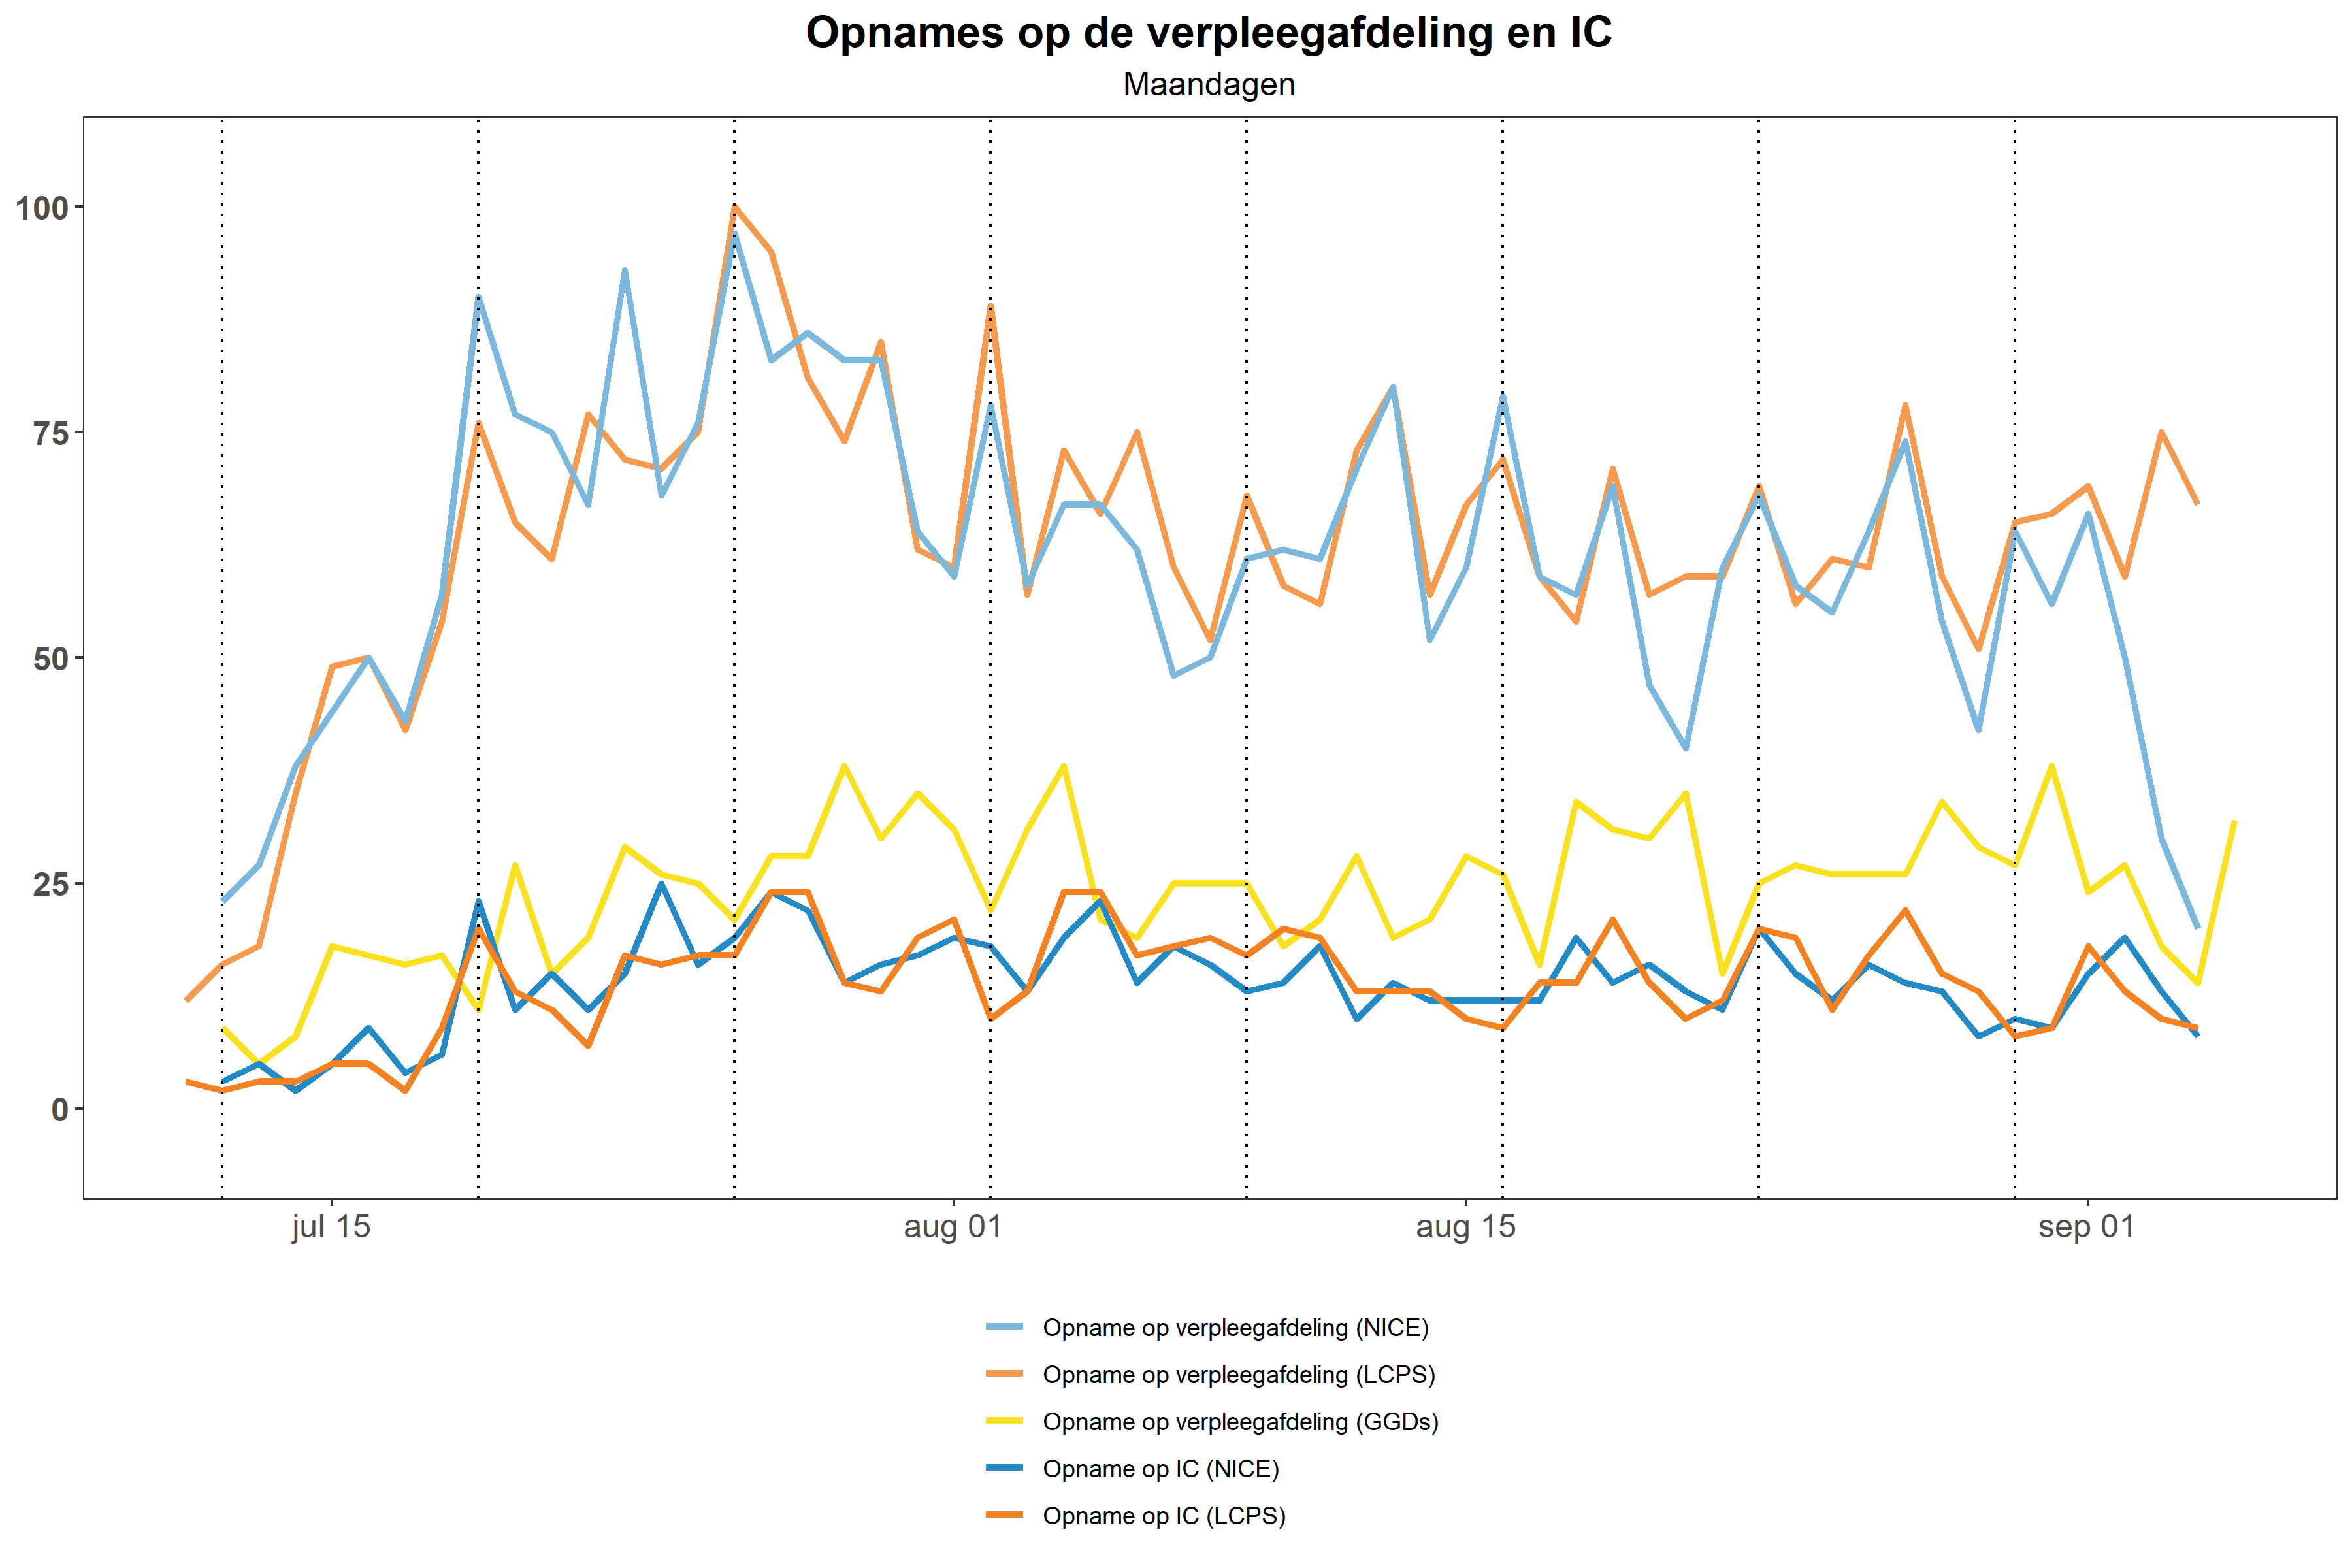 Opnames op de verpleegafdeling en IC
Maandagen
100
75
50
25
0
jul 15
aug 01
aug 15
sep 01
Opname op verpleegafdeling (NICE)
Opname op verpleegafdeling (LCPS)
Opname op verpleegafdeling (GGDs)
Opname op IC (NICE)
Opname op IC (LCPS)